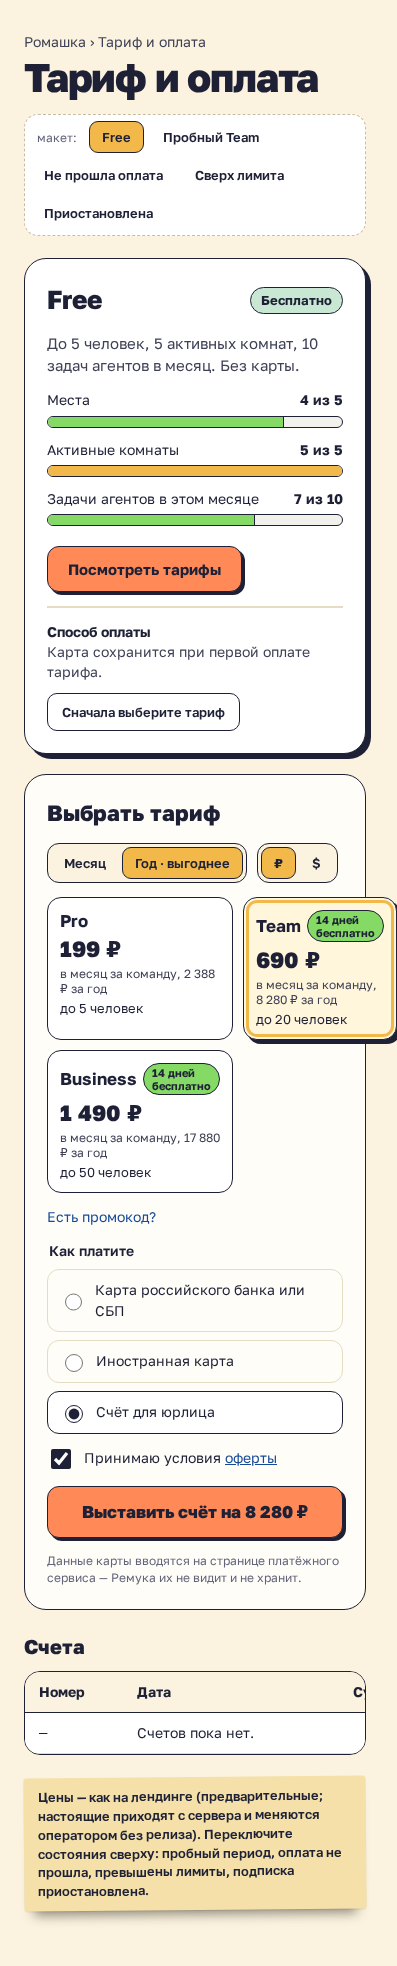 Ромашка › Тариф и оплата
Тариф и оплата
макет: Free Пробный Team
Не прошла оплата Сверх лимита
Приостановлена
Free Бесплатно
До 5 человек, 5 активных комнат, 10
задач агентов в месяц. Без карты.
Места 4 из 5
Активные комнаты 5 из 5
Задачи агентов в этом месяце 7 из 10
Посмотреть тарифы
Способ оплаты
Карта сохранится при первой оплате
тарифа.
Сначала выберите тариф
Выбрать тариф
Месяц Год · выгоднее ₽ $
Pro
199 ₽
в месяц за команду, 2 388
₽ за год
до 5 человек
Team 14 дней
бесплатно
690 ₽
в месяц за команду,
8 280 ₽ за год
до 20 человек
Business 14 дней
бесплатно
1 490 ₽
в месяц за команду, 17 880
₽ за год
до 50 человек
Есть промокод?
Как платите
Карта российского банка или
СБП
Иностранная карта
Счёт для юрлица
Принимаю условия оферты
Выставить счёт на 8 280 ₽
Данные карты вводятся на странице платёжного
сервиса — Ремука их не видит и не хранит.
Счета
Номер Дата
— Счетов пока нет.
Цены — как на лендинге (предварительные;
настоящие приходят с сервера и меняются
оператором без релиза). Переключите
состояния сверху: пробный период, оплата не
прошла, превышены лимиты, подписка
приостановлена.